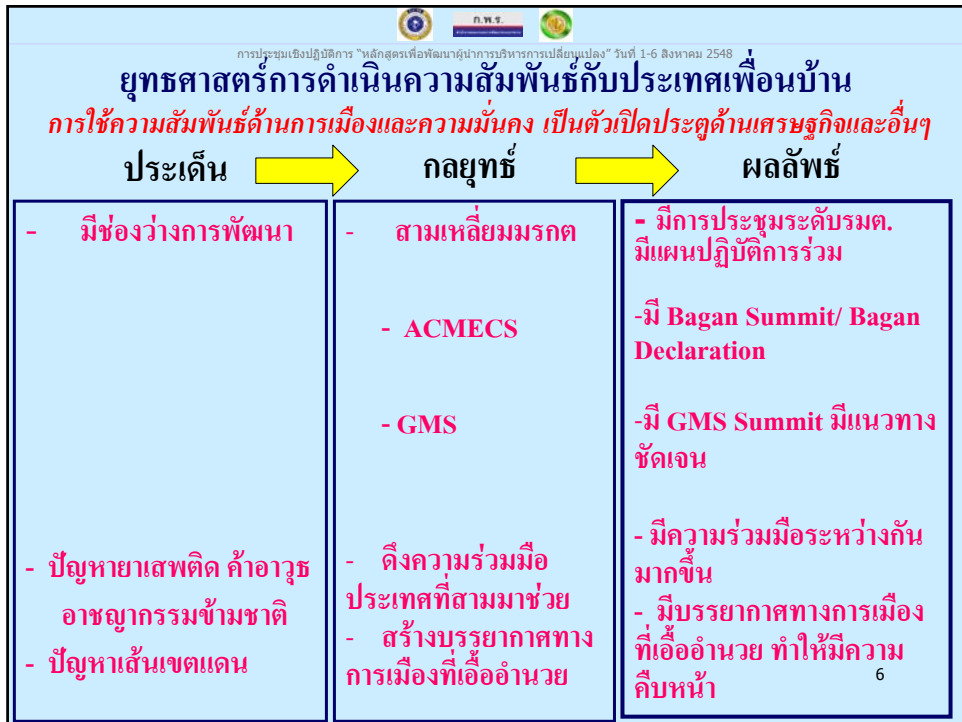 ก.พ.ร.
การประชุมเชิงปฏิบัติการ “หลักสูตรเพื่อพัฒนาผู้นำการบริหารการเปลี่ยนแปลง” วันที่ 1-6 สิงหาคม 2548
ยุทธศาสตร์การดำเนินความสัมพันธ์กับประเทศเพื่อนบ้าน
การใช้ความสัมพันธ์ด้านการเมืองและความมั่นคง เป็นตัวเปิดประตูด้านเศรษฐกิจและอื่นๆ
ประเด็น
กลยุทธ์
ผลลัพธ์
- มีช่องว่างการพัฒนา
- ปัญหายาเสพติด ค้าอาวุธ
อาชญากรรมข้ามชาติ
- ปัญหาเส้นเขตแดน
- สามเหลี่ยมมรกต
- ACMECS
- GMS
- ดึงความร่วมมือ
ประเทศที่สามมาช่วย
- สร้างบรรยากาศทาง
การเมืองที่เอื้ออำนวย
- มีการประชุมระดับรมต.
มีแผนปฏิบัติการร่วม
-มี Bagan Summit/ Bagan
Declaration
-มี GMS Summit มีแนวทาง
ชัดเจน
- มีความร่วมมือระหว่างกัน
มากขึ้น
- มีบรรยากาศทางการเมือง
ที่เอื้ออำนวย ทำให้มีความ
คืบหน้า
6